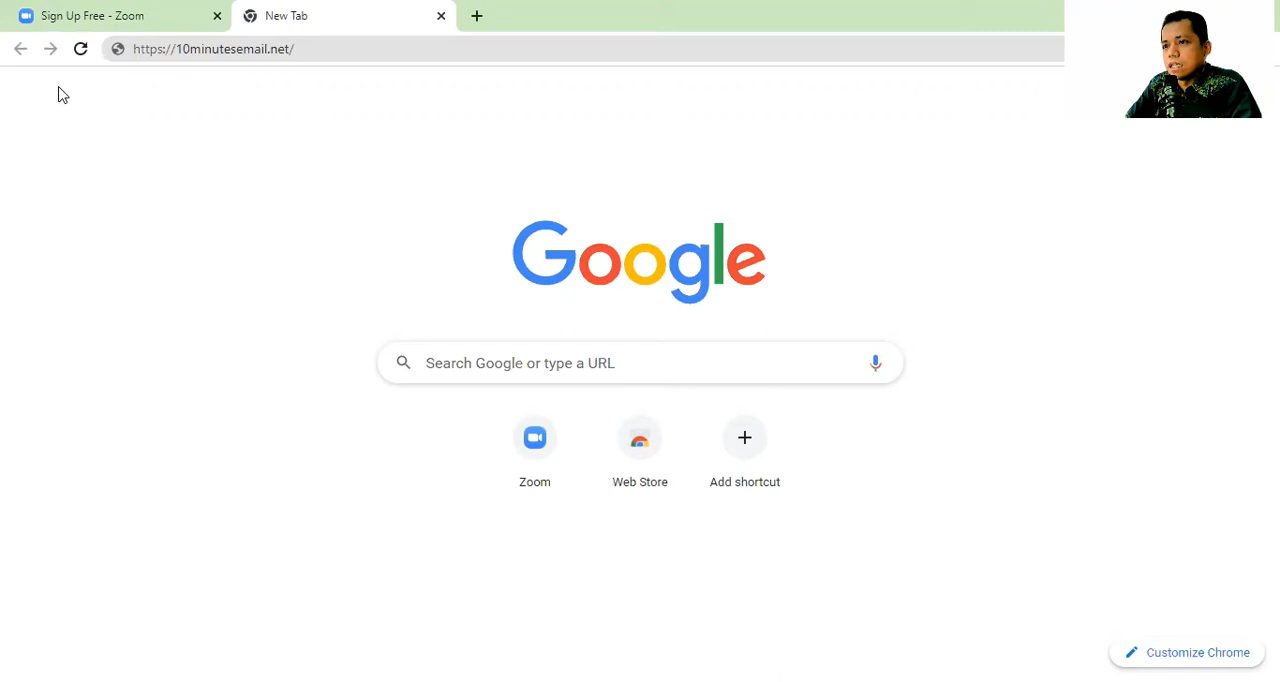 Sign Up Free - Zoom
New Tab
https://10minutesemail.net/
Google
Search Google or type a URL
Zoom
Web Store
Add shortcut
Customize Chrome